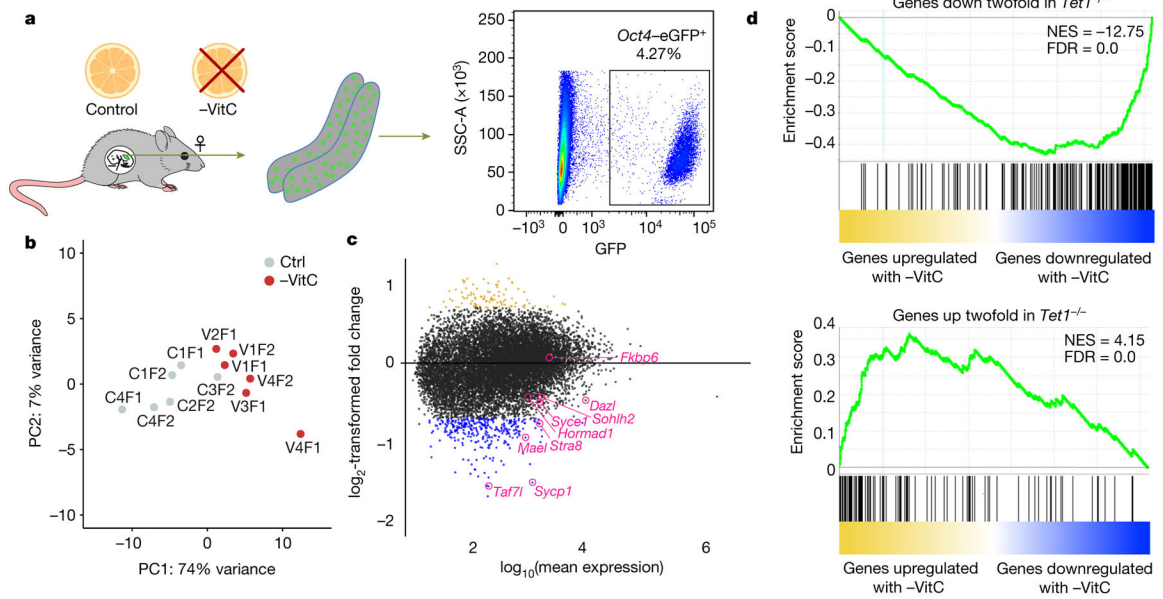 a
Control
–VitC
♀
Oct4–eGFP⁺
4.27%
SSC-A (×10³)
250
200
150
100
50
0
–10³ 0 10³ 10⁴ 10⁵
GFP
b
Ctrl
–VitC
10
5
0
–5
–10
V2F1
V1F2
C1F1
V1F1
C1F2
V4F2
C3F2
C4F1
C2F2
V3F1
C4F2
V4F1
–10 0 10
PC1: 74% variance
PC2: 7% variance
c
1
0
–1
–2
Fkbp6
Dazl
Syce1
Sohlh2
Hormad1
Mael
Stra8
Taf7l
Sycp1
2 4 6
log₁₀(mean expression)
log₂-transformed fold change
d
Genes down twofold in Tet1⁻/⁻
NES = –12.75
FDR = 0.0
0
–0.1
–0.2
–0.3
–0.4
Enrichment score
Genes upregulated
with –VitC
Genes downregulated
with –VitC
Genes up twofold in Tet1⁻/⁻
NES = 4.15
FDR = 0.0
0.4
0.3
0.2
0.1
0
Enrichment score
Genes upregulated
with –VitC
Genes downregulated
with –VitC